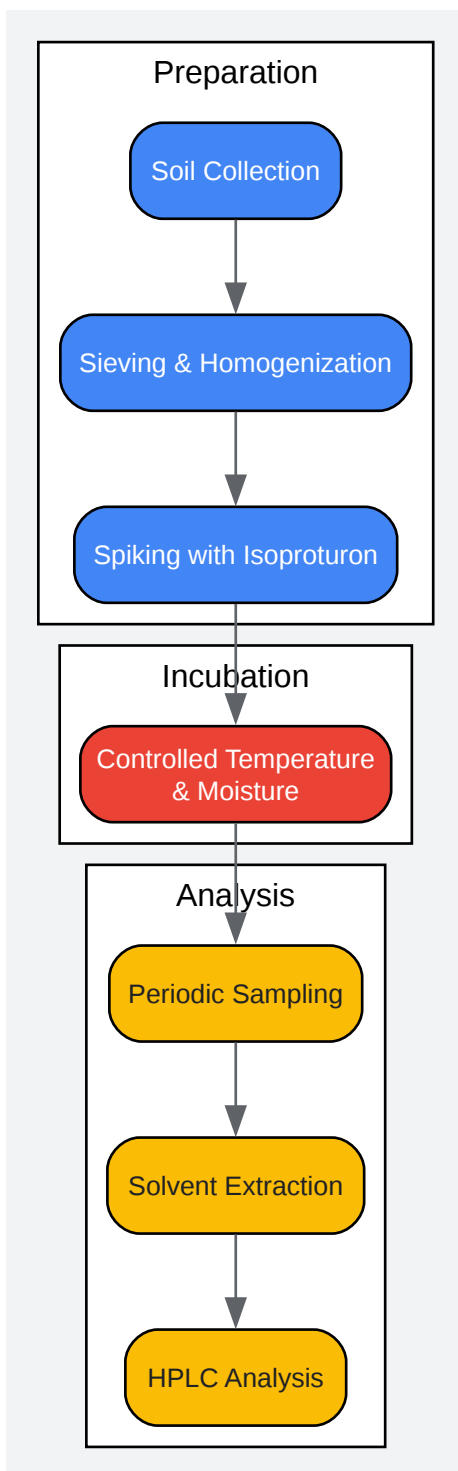 Preparation
Soil Collection
Sieving & Homogenization
Spiking with Isoproturon
Incubation
Controlled Temperature
& Moisture
Analysis
Periodic Sampling
Solvent Extraction
HPLC Analysis